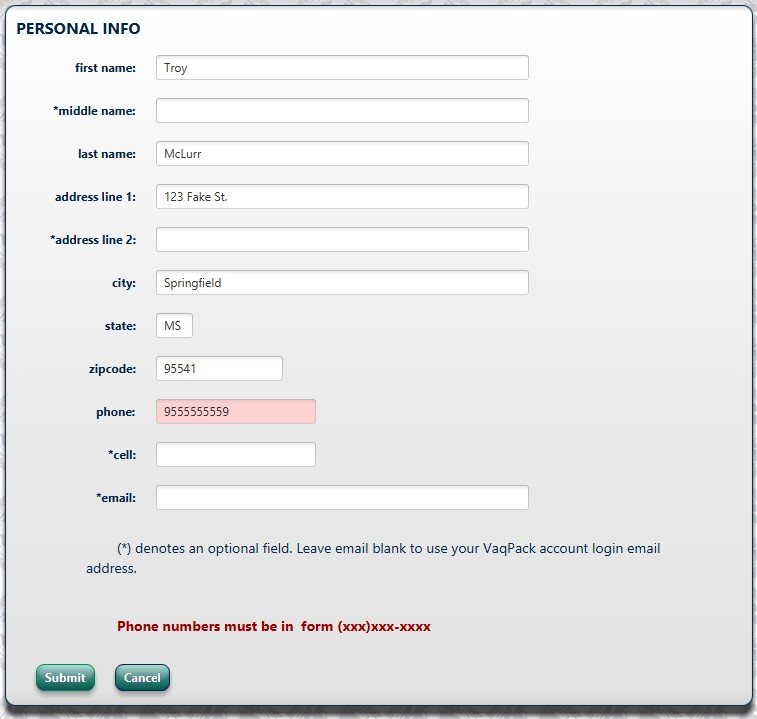 PERSONAL INFO
first name: Troy
*middle name:
last name: McLurr
address line 1: 123 Fake St.
*address line 2:
city: Springfield
state: MS
zipcode: 95541
phone: 9555555559
*cell:
*email:
(*) denotes an optional field. Leave email blank to use your VaqPack account login email
address.
Phone numbers must be in  form (xxx)xxx-xxxx
Submit Cancel